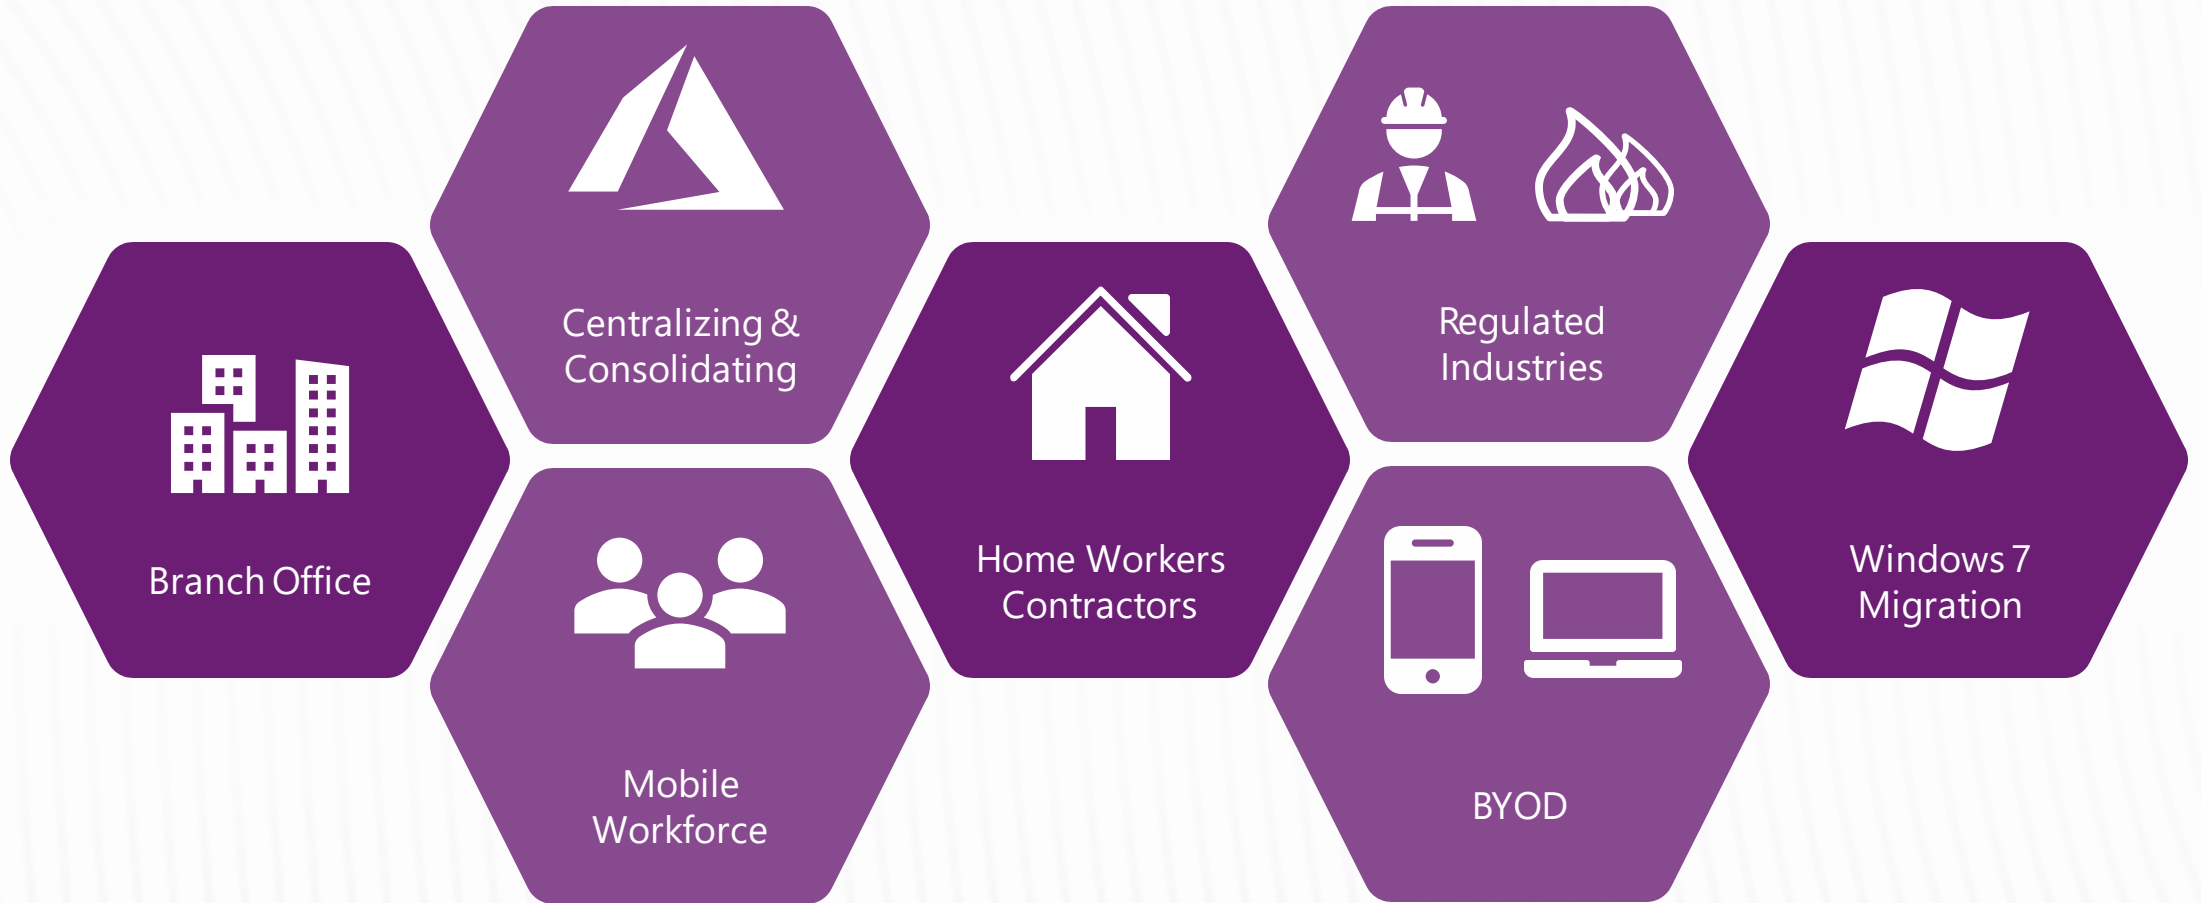 Branch Office
Centralizing &
Consolidating
Mobile
Workforce
Home Workers
Contractors
Regulated
Industries
BYOD
Windows 7
Migration